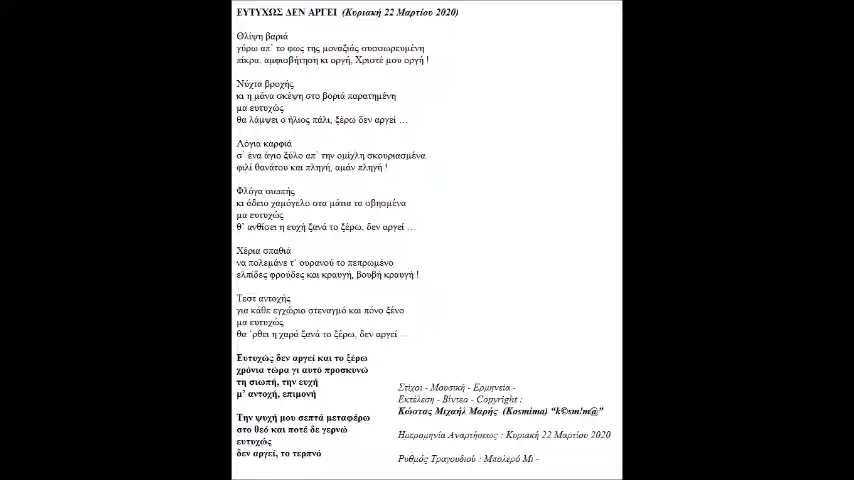 ΕΥΤΥΧΩΣ ΔΕΝ ΑΡΓΕΙ (Κυριακή 22 Μαρτίου 2020)
Θλίψη βαριά
γύρω απ᾽ το φως της μοναξιάς συσσωρευμένη
πίκρα, αμφισβήτηση κι οργή, Χριστέ μου οργή !
Νύχτα βροχής
κι η μάνα σκέψη στο βοριά παρατημένη
μα ευτυχώς
θα λάμψει ο ήλιος πάλι, ξέρω δεν αργεί …
Λόγια καρφιά
σ᾽ ένα άγιο ξύλο απ᾽ την ομίχλη σκουριασμένα
φιλί θανάτου και πληγή, αμάν πληγή !
Φλόγα σιωπής
κι άδειο χαμόγελο στα μάτια τα σβησμένα
μα ευτυχώς
θ᾽ ανθίσει η ευχή ξανά το ξέρω, δεν αργεί …
Χέρια σπαθιά
να πολεμάνε τ᾽ ουρανού το πεπρωμένο
ελπίδες φρούδες και κραυγή, βουβή κραυγή !
Τεστ αντοχής
για κάθε εγχώριο στεναγμό και πόνο ξένο
μα ευτυχώς
θα ᾽ρθει η χαρά ξανά το ξέρω, δεν αργεί …
Ευτυχώς δεν αργεί και το ξέρω
χρόνια τώρα γι αυτό προσκυνώ
τη σιωπή, την ευχή
μ᾽ αντοχή, επιμονή
Την ψυχή μου σεπτά μεταφέρω
στο θεό και ποτέ δε γερνώ
ευτυχώς
δεν αργεί, το τερπνό
Στίχοι - Μουσική - Ερμηνεία -
Εκτέλεση - Βίντεο - Copyright :
Κώστας Μιχαήλ Μαρής (Kosmima) “k©sm!m@”
Ημερομηνία Αναρτήσεως : Κυριακή 22 Μαρτίου 2020
Ρυθμός Τραγουδιού : Μπολερό Μι -